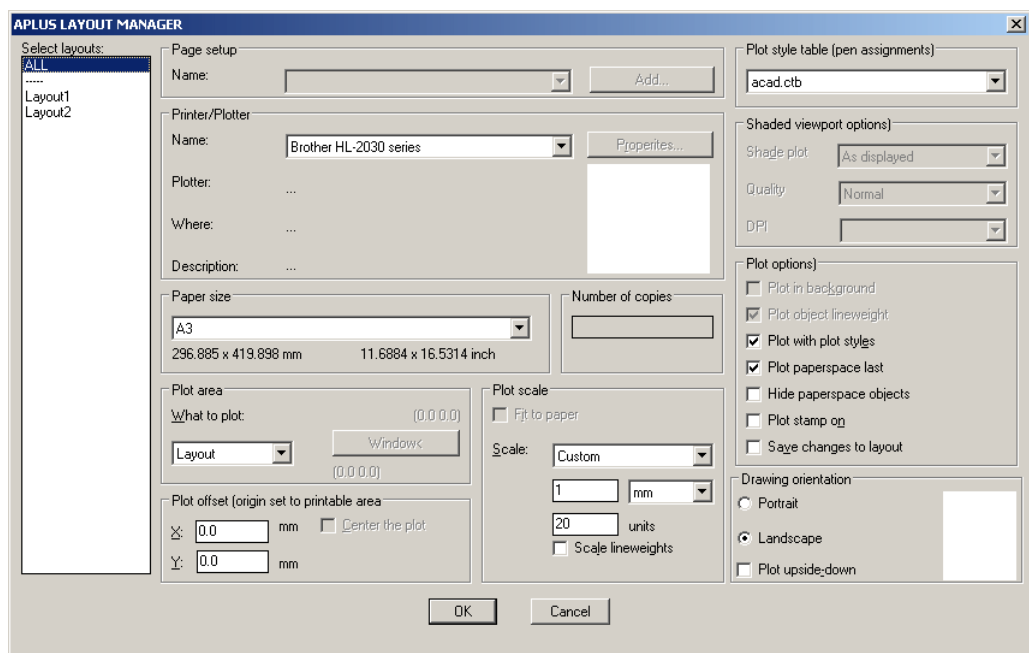 APLUS LAYOUT MANAGER
Select layouts:
ALL
-----
Layout1
Layout2
Page setup
Name:
Add...
Printer/Plotter
Name:
Brother HL-2030 series
Properites...
Plotter:
...
Where:
...
Description:
...
Paper size
A3
296.885 x 419.898 mm
11.6884 x 16.5314 inch
Number of copies
Plot area
What to plot:
(0.0 0.0)
Layout
Window<
(0.0 0.0)
Plot offset (origin set to printable area
X:
0.0
mm
Center the plot
Y:
0.0
mm
Plot scale
Fit to paper
Scale:
Custom
1
mm
20
units
Scale lineweights
Plot style table (pen assignments)
acad.ctb
Shaded viewport options)
Shade plot
As displayed
Quality
Normal
DPI
Plot options)
Plot in background
Plot object lineweight
Plot with plot styles
Plot paperspace last
Hide paperspace objects
Plot stamp on
Save changes to layout
Drawing orientation
Portrait
Landscape
Plot upside-down
OK
Cancel